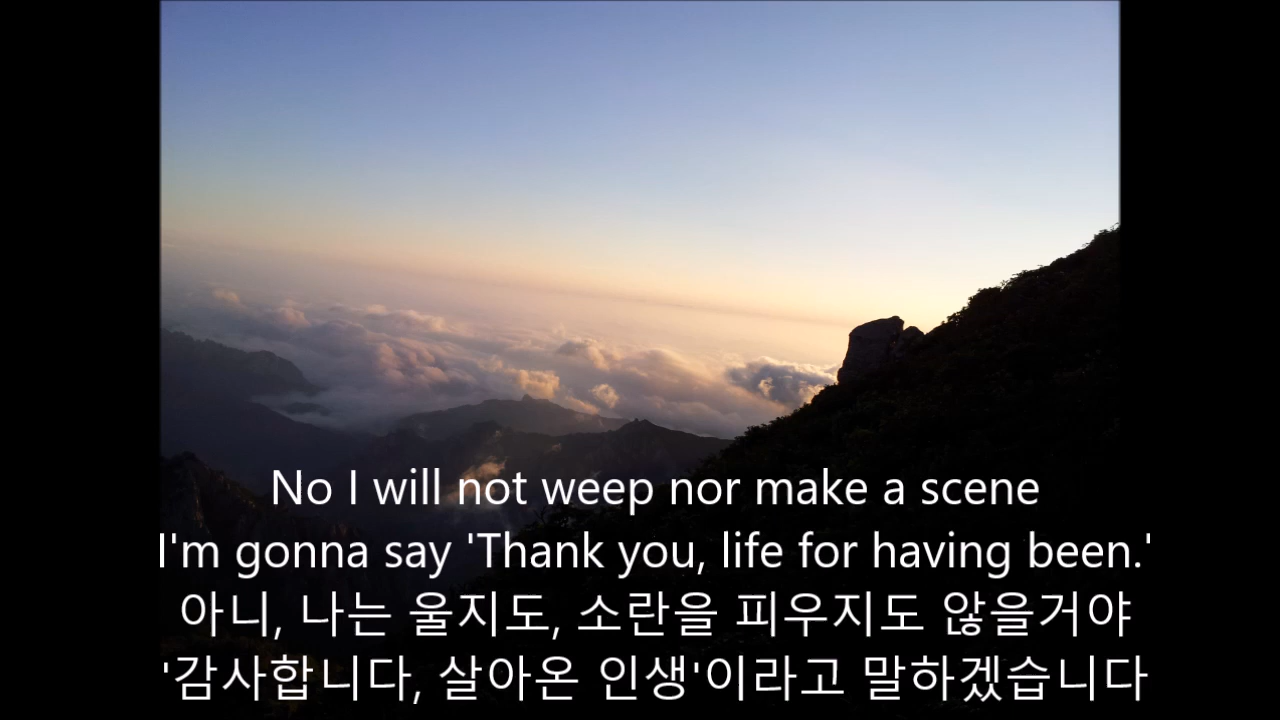 No I will not weep nor make a scene
I'm gonna say 'Thank you, life for having been.'
아니, 나는 울지도, 소란을 피우지도 않을거야
'감사합니다, 살아온 인생'이라고 말하겠습니다